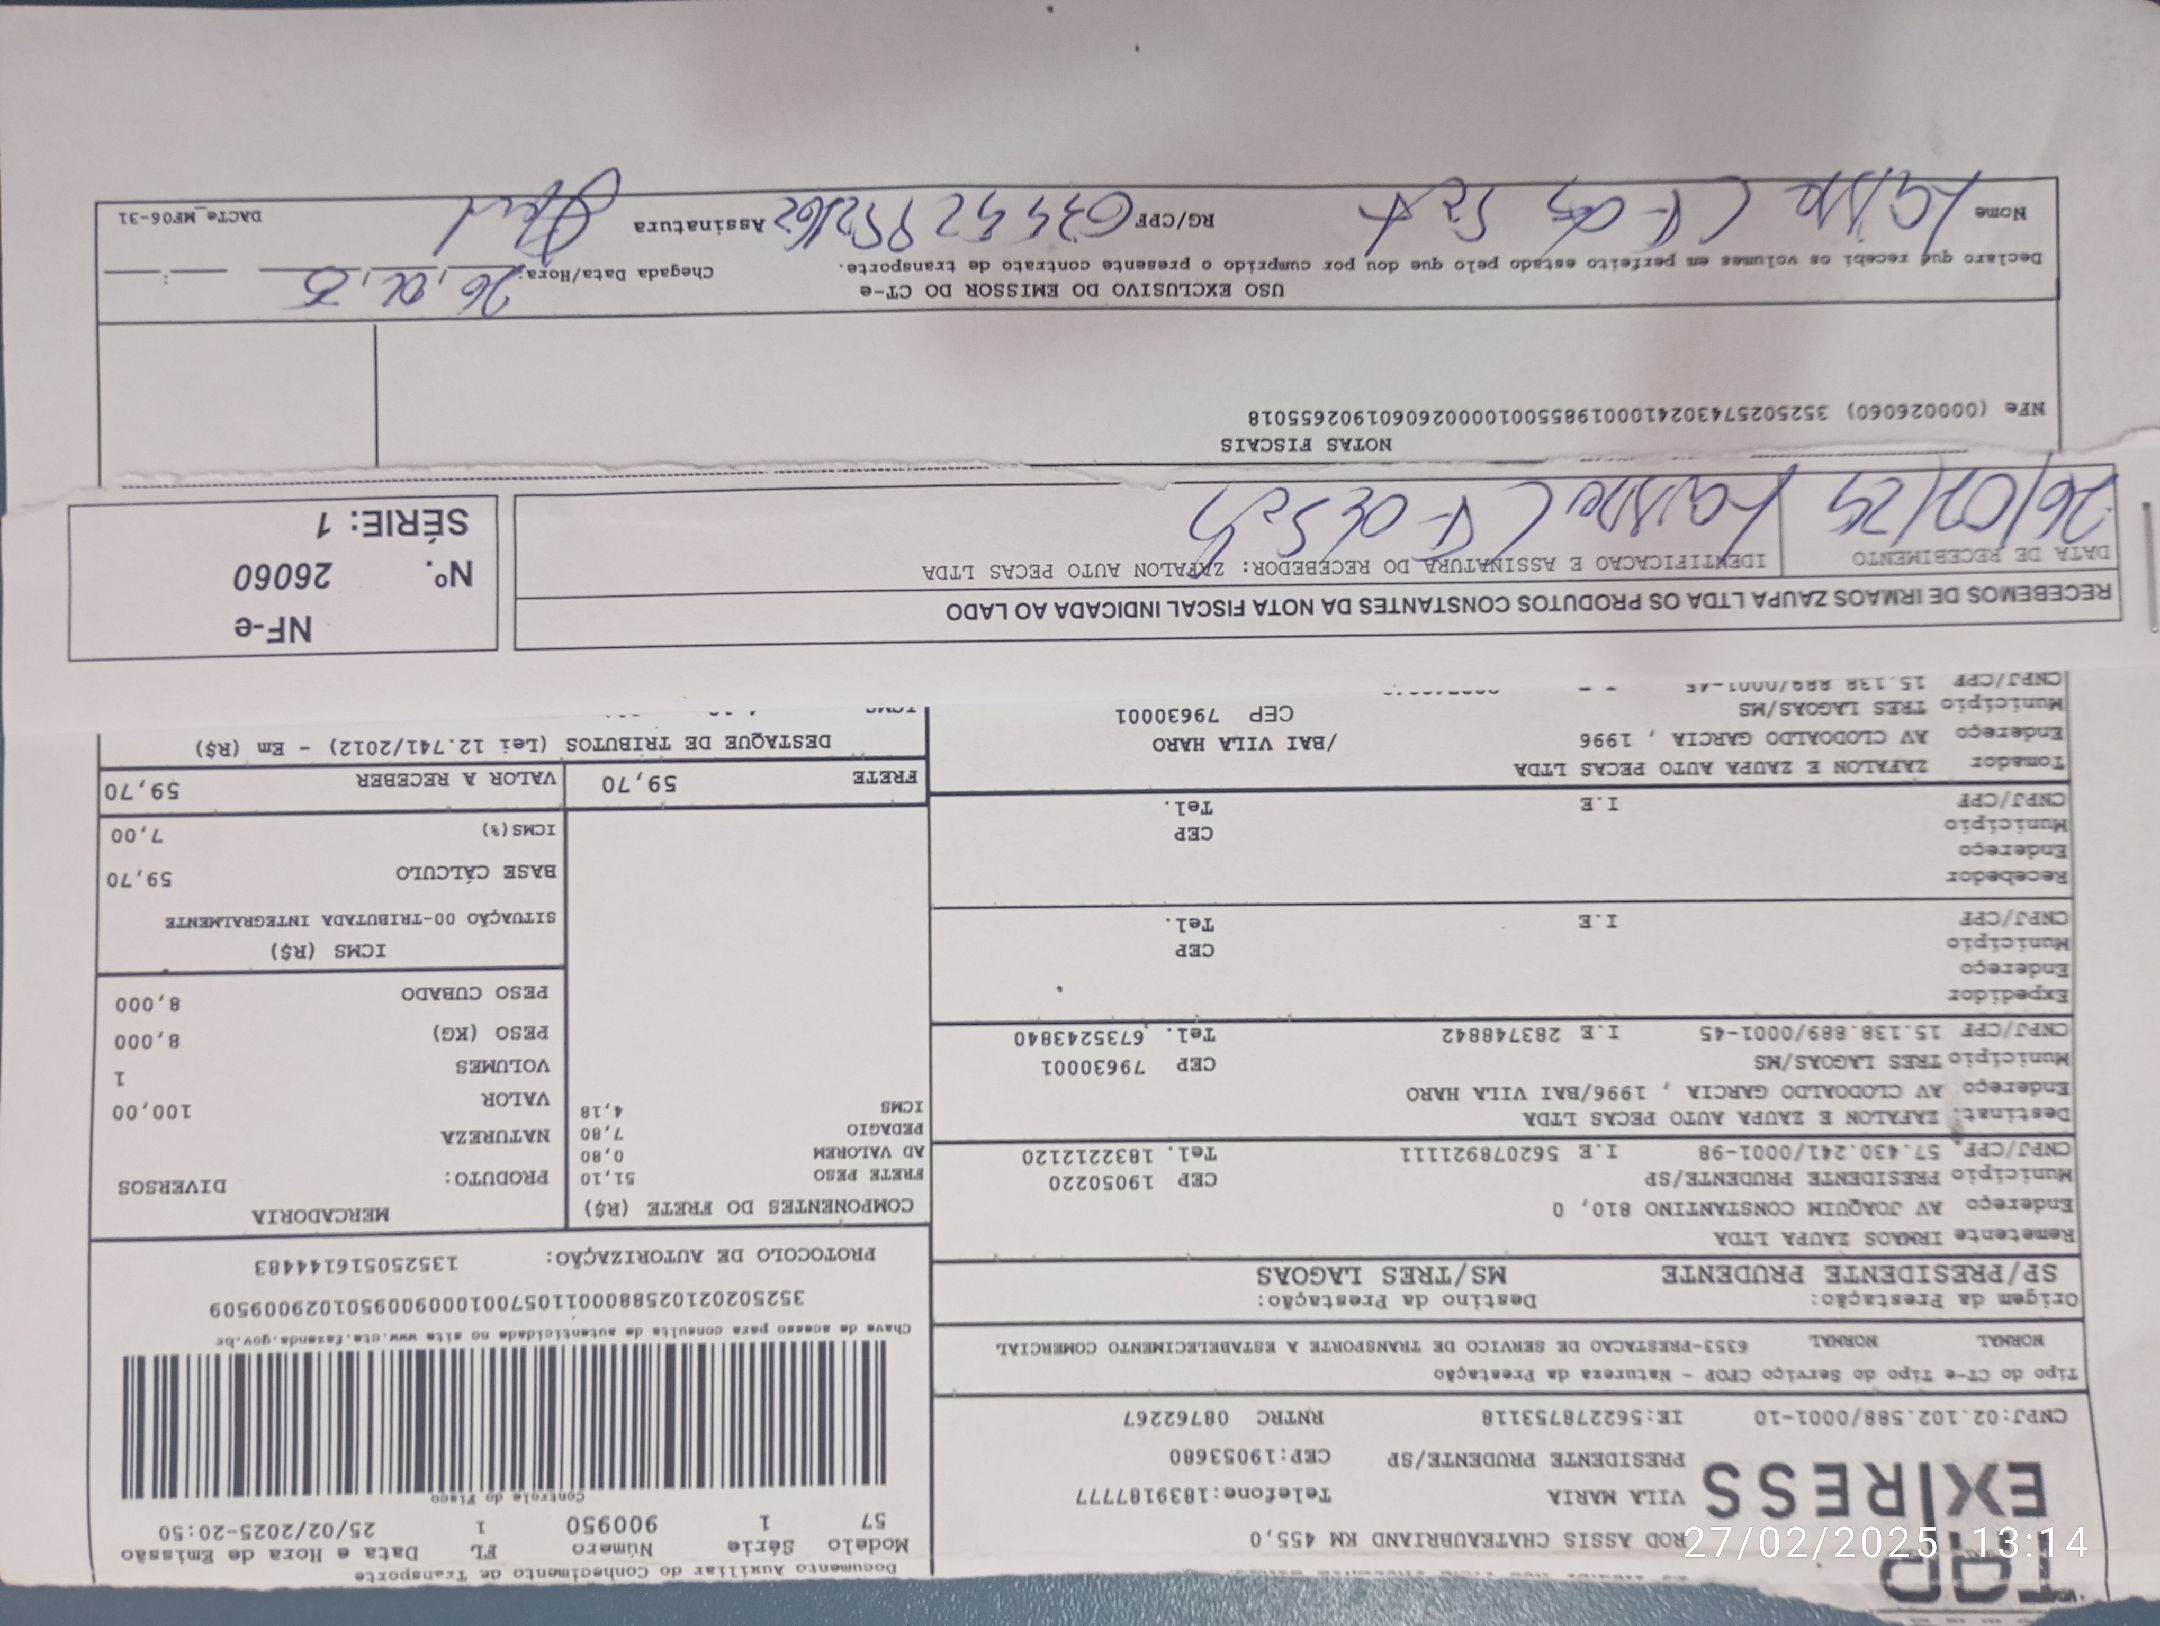 TOP
EXPRESS
ROD ASSIS CHATEAUBRIAND KM 455,0
VILA MARIA Telefone:1839187777
PRESIDENTE PRUDENTE/SP CEP:19053680
CNPJ:02.102.588/0001-10 IE:562278753118 RNTRC 08762267
Documento Auxiliar do Conhecimento de Transporte
Modelo Série Número FL Data e Hora de Emissão
57 1 900950 1 25/02/2025-20:50
Controle do Fisco
Chave de acesso para consulta de autenticidade no site www.cte.fazenda.gov.br
35250202102588000110570010009009501029009509
PROTOCOLO DE AUTORIZAÇÃO: 135250516144483
Tipo do CT-e Tipo do Serviço CFOP - Natureza da Prestação
NORMAL NORMAL 6353-PRESTACAO DE SERVICO DE TRANSPORTE A ESTABELECIMENTO COMERCIAL
Origem da Prestação: Destino da Prestação:
SP/PRESIDENTE PRUDENTE MS/TRES LAGOAS
Remetente IRMAOS ZAUPA LTDA
Endereço AV JOAQUIM CONSTANTINO 810, 0
Município PRESIDENTE PRUDENTE/SP CEP 19050220
CNPJ/CPF 57.430.241/0001-98 I.E 562078921111 Tel. 1832212120
Destinat. ZAFALON E ZAUPA AUTO PECAS LTDA
Endereço AV CLODOALDO GARCIA , 1996/BAI VILA HARO
Município TRES LAGOAS/MS CEP 79630001
CNPJ/CPF 15.138.889/0001-45 I.E 283748842 Tel. 6735243840
Expedidor
Endereço
Município CEP
CNPJ/CPF I.E Tel.
Recebedor
Endereço
Município CEP
CNPJ/CPF I.E Tel.
Tomador ZAFALON E ZAUPA AUTO PECAS LTDA
Endereço AV CLODOALDO GARCIA , 1996 /BAI VILA HARO
Município TRES LAGOAS/MS CEP 79630001
CNPJ/CPF 15.138.889/0001-45
COMPONENTES DO FRETE (R$)
FRETE PESO 51,10
AD VALOREM 0,80
PEDAGIO 7,80
ICMS 4,18
MERCADORIA
PRODUTO: DIVERSOS
NATUREZA
VALOR 100,00
VOLUMES 1
PESO (KG) 8,000
PESO CUBADO 8,000
ICMS (R$)
SITUAÇÃO 00-TRIBUTADA INTEGRALMENTE
BASE CÁLCULO 59,70
ICMS(%) 7,00
FRETE 59,70 VALOR A RECEBER 59,70
DESTAQUE DE TRIBUTOS (Lei 12.741/2012) - Em (R$)
ICMS
RECEBEMOS DE IRMAOS ZAUPA LTDA OS PRODUTOS CONSTANTES DA NOTA FISCAL INDICADA AO LADO
DATA DE RECEBIMENTO IDENTIFICACAO E ASSINATURA DO RECEBEDOR: ZAFALON AUTO PECAS LTDA
26/02/25
NF-e
Nº. 26060
SÉRIE: 1
NOTAS FISCAIS
NFe (000026060) 35250257430241000198550010000260601902655018
USO EXCLUSIVO DO EMISSOR DO CT-e
Declaro que recebi os volumes em perfeito estado pelo que dou por cumprido o presente contrato de transporte.
Chegada Data/Hora:
Nome RG/CPF Assinatura
DACTe_MF06-31
27/02/2025 13:14